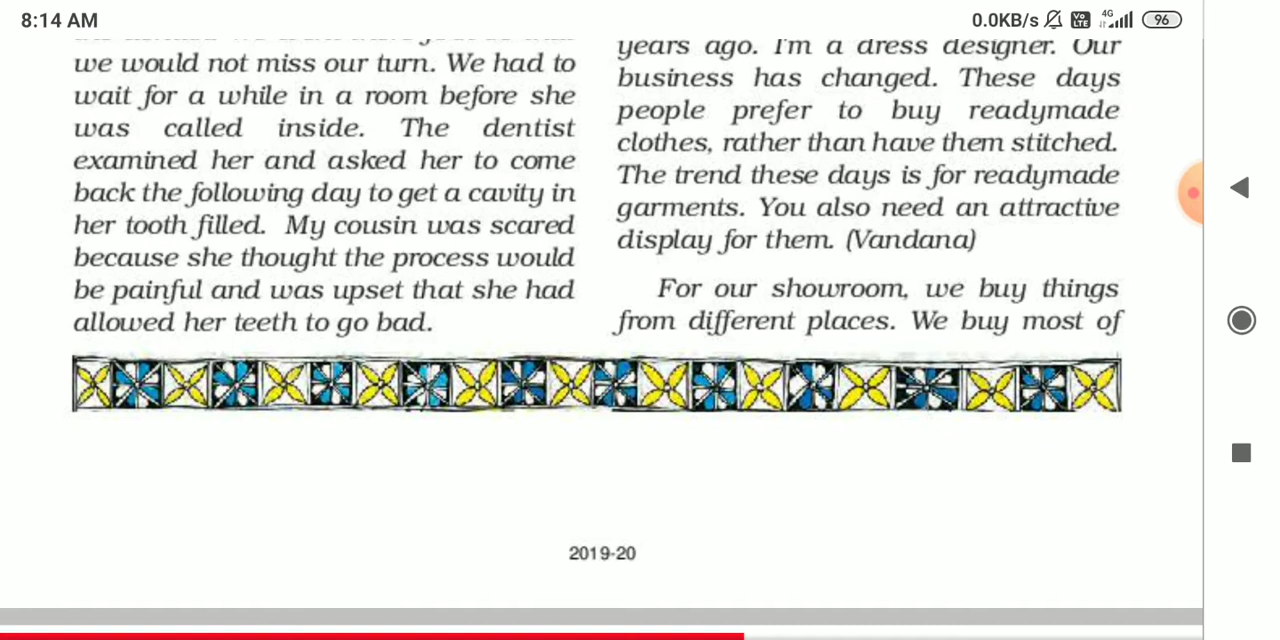 8:14 AM
0.0KB/s
Vo
LTE
4G
96
we would not miss our turn. We had to
wait for a while in a room before she
was called inside. The dentist
examined her and asked her to come
back the following day to get a cavity in
her tooth filled. My cousin was scared
because she thought the process would
be painful and was upset that she had
allowed her teeth to go bad.
years ago. I'm a dress designer. Our
business has changed. These days
people prefer to buy readymade
clothes, rather than have them stitched.
The trend these days is for readymade
garments. You also need an attractive
display for them. (Vandana)
For our showroom, we buy things
from different places. We buy most of
2019-20